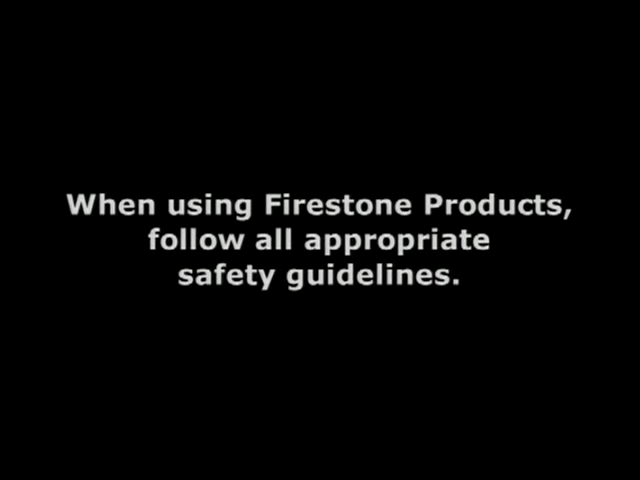 When using Firestone Products,
follow all appropriate
safety guidelines.